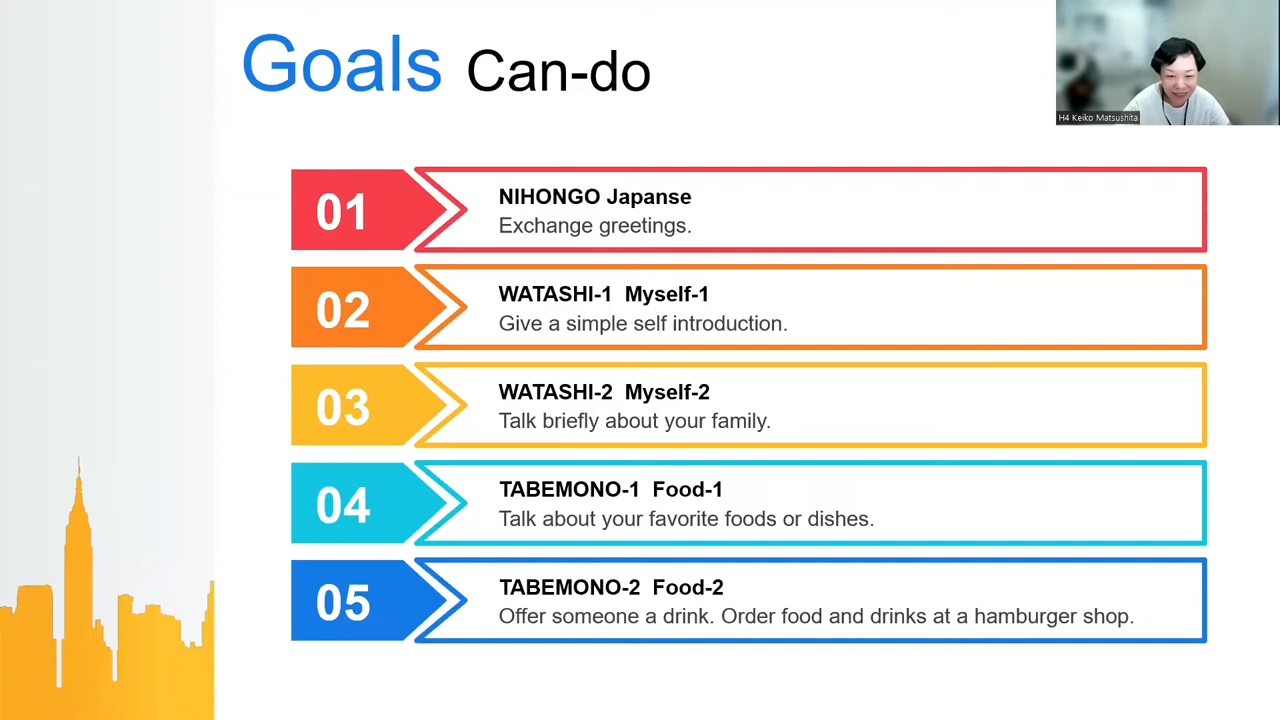 Goals Can-do
H4 Keiko Matsushita
01
NIHONGO Japanse
Exchange greetings.
02
WATASHI-1 Myself-1
Give a simple self introduction.
03
WATASHI-2 Myself-2
Talk briefly about your family.
04
TABEMONO-1 Food-1
Talk about your favorite foods or dishes.
05
TABEMONO-2 Food-2
Offer someone a drink. Order food and drinks at a hamburger shop.